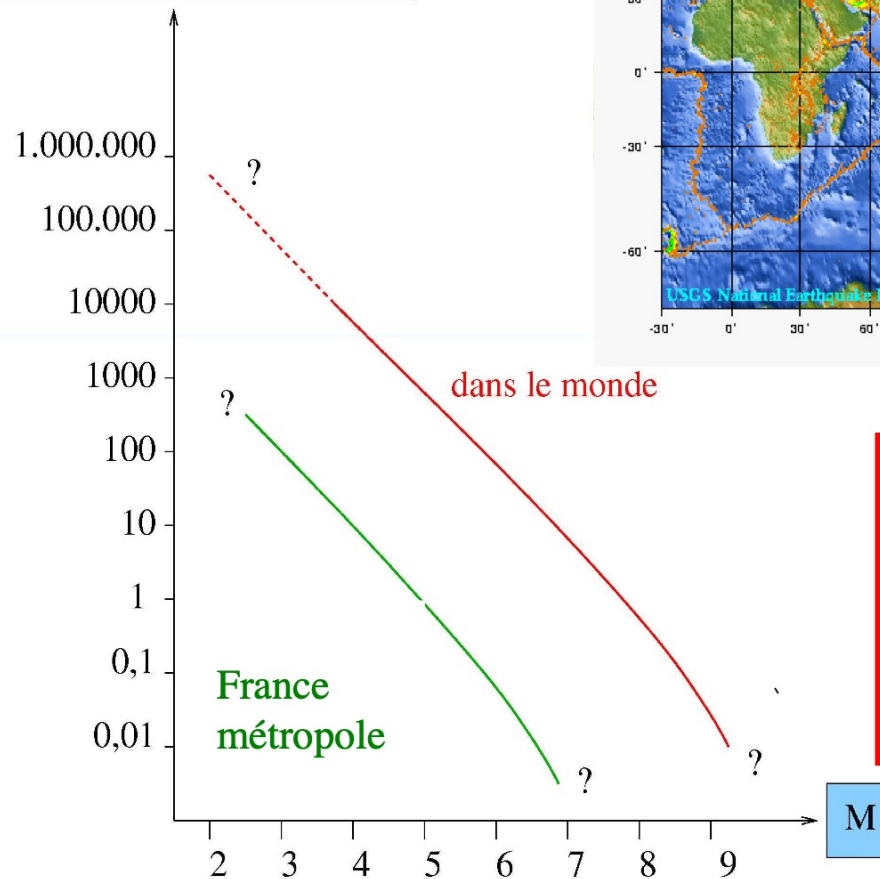 1.000.000
100.000
10000
1000
100
10
1
0,1
0,01
?
?
dans le monde
France
métropole
?
?
2 3 4 5 6 7 8 9
M
0'
-30'
-60'
USGS National Earthquake
-30' 0' 30' 60'